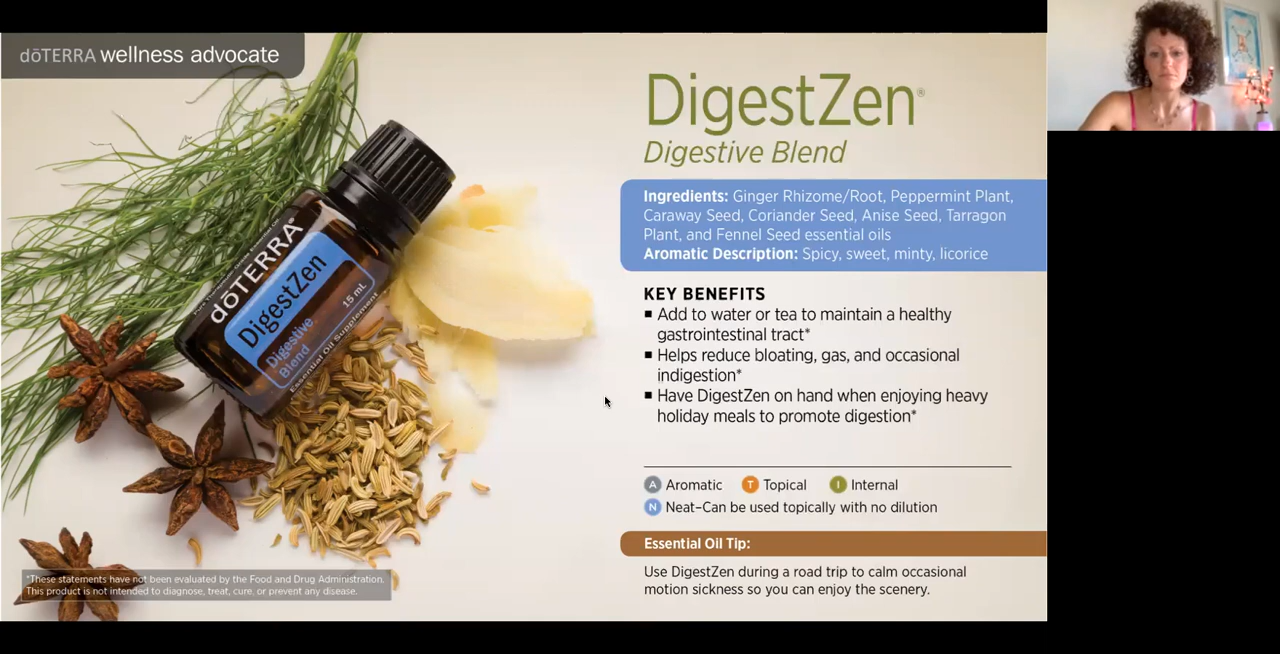 dōTERRA wellness advocate
DigestZen®
Digestive Blend
Ingredients: Ginger Rhizome/Root, Peppermint Plant,
Caraway Seed, Coriander Seed, Anise Seed, Tarragon
Plant, and Fennel Seed essential oils
Aromatic Description: Spicy, sweet, minty, licorice
KEY BENEFITS
▪ Add to water or tea to maintain a healthy
gastrointestinal tract*
▪ Helps reduce bloating, gas, and occasional
indigestion*
▪ Have DigestZen on hand when enjoying heavy
holiday meals to promote digestion*
A Aromatic T Topical I Internal
N Neat–Can be used topically with no dilution
Essential Oil Tip:
Use DigestZen during a road trip to calm occasional
motion sickness so you can enjoy the scenery.
dōTERRA®
DigestZen
Digestive
Blend
15 mL
Essential Oil Supplement
*These statements have not been evaluated by the Food and Drug Administration.
This product is not intended to diagnose, treat, cure, or prevent any disease.